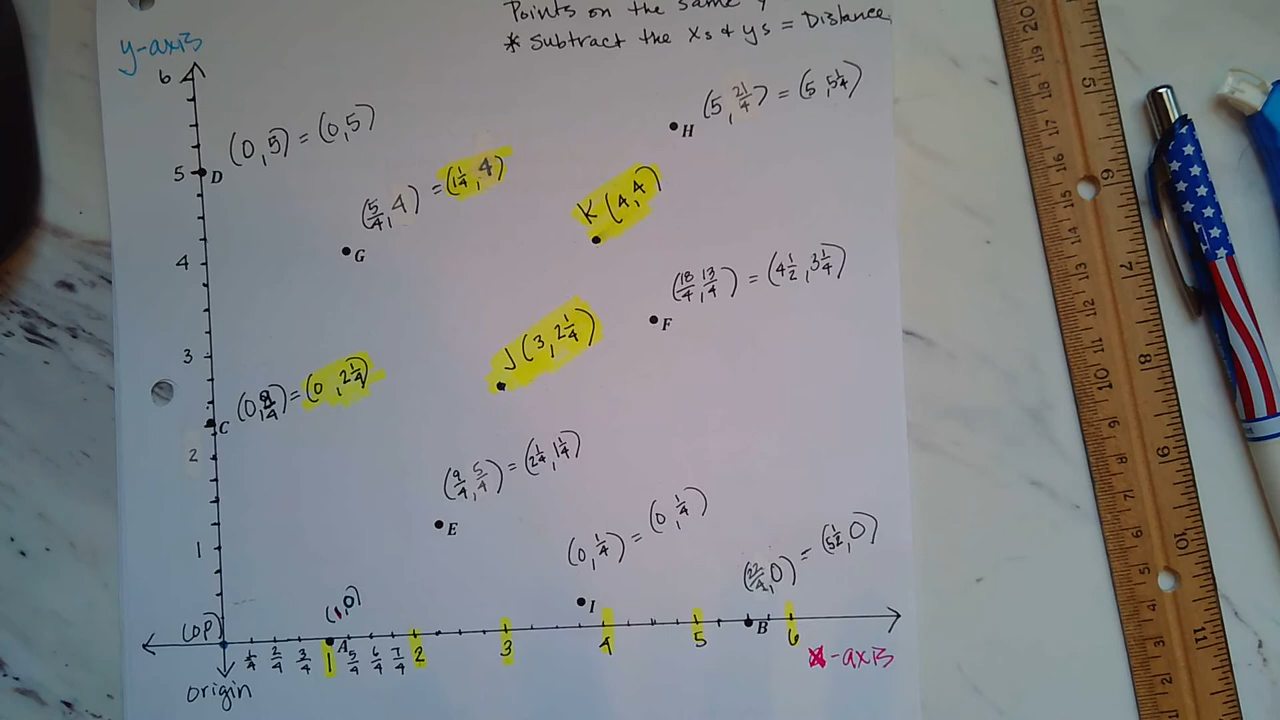 Points on the same
* Subtract the xs & ys = Distance
y-axis
6
(5, 21/4) = (5, 5 1/4)
H
(0,5) = (0,5)
5
D
(5/4, 4) = (1 1/4, 4)
G
K (4,4)
4
(18/4, 13/4) = (4 1/2, 3 1/4)
F
J (3, 2 1/4)
3
(0, 9/4) = (0, 2 1/4)
C
2
(9/4, 5/4) = (2 1/4, 1 1/4)
E
1
(0, 1/4) = (0, 1/4)
I
(22/4, 0) = (5 1/2, 0)
B
(1,0)
A
1/4 2/4 3/4 1 5/4 6/4 7/4 2 3 4 5 6
x-axis
origin